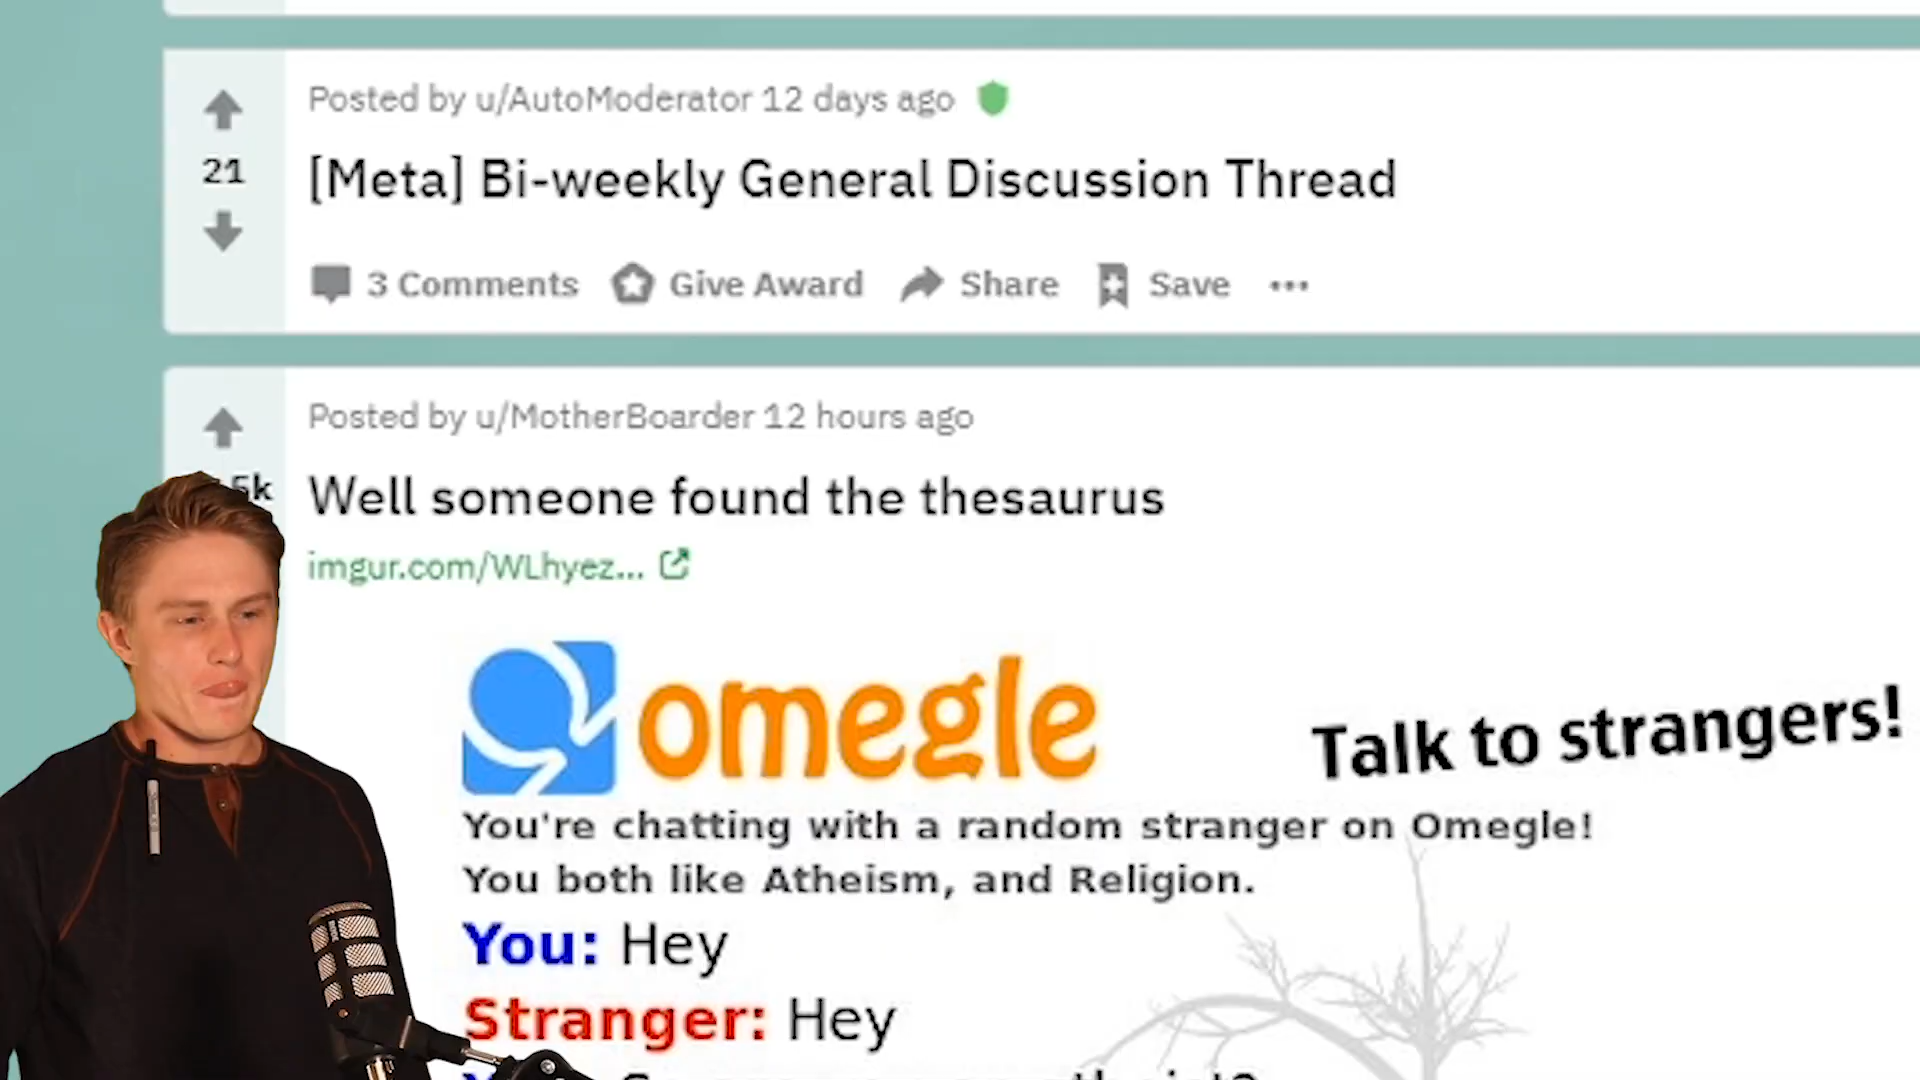 Posted by u/AutoModerator 12 days ago
21
[Meta] Bi-weekly General Discussion Thread
3 Comments Give Award Share Save ...
Posted by u/MotherBoarder 12 hours ago
5k
Well someone found the thesaurus
imgur.com/WLhyez...
omegle
Talk to strangers!
You're chatting with a random stranger on Omegle!
You both like Atheism, and Religion.
You: Hey
Stranger: Hey